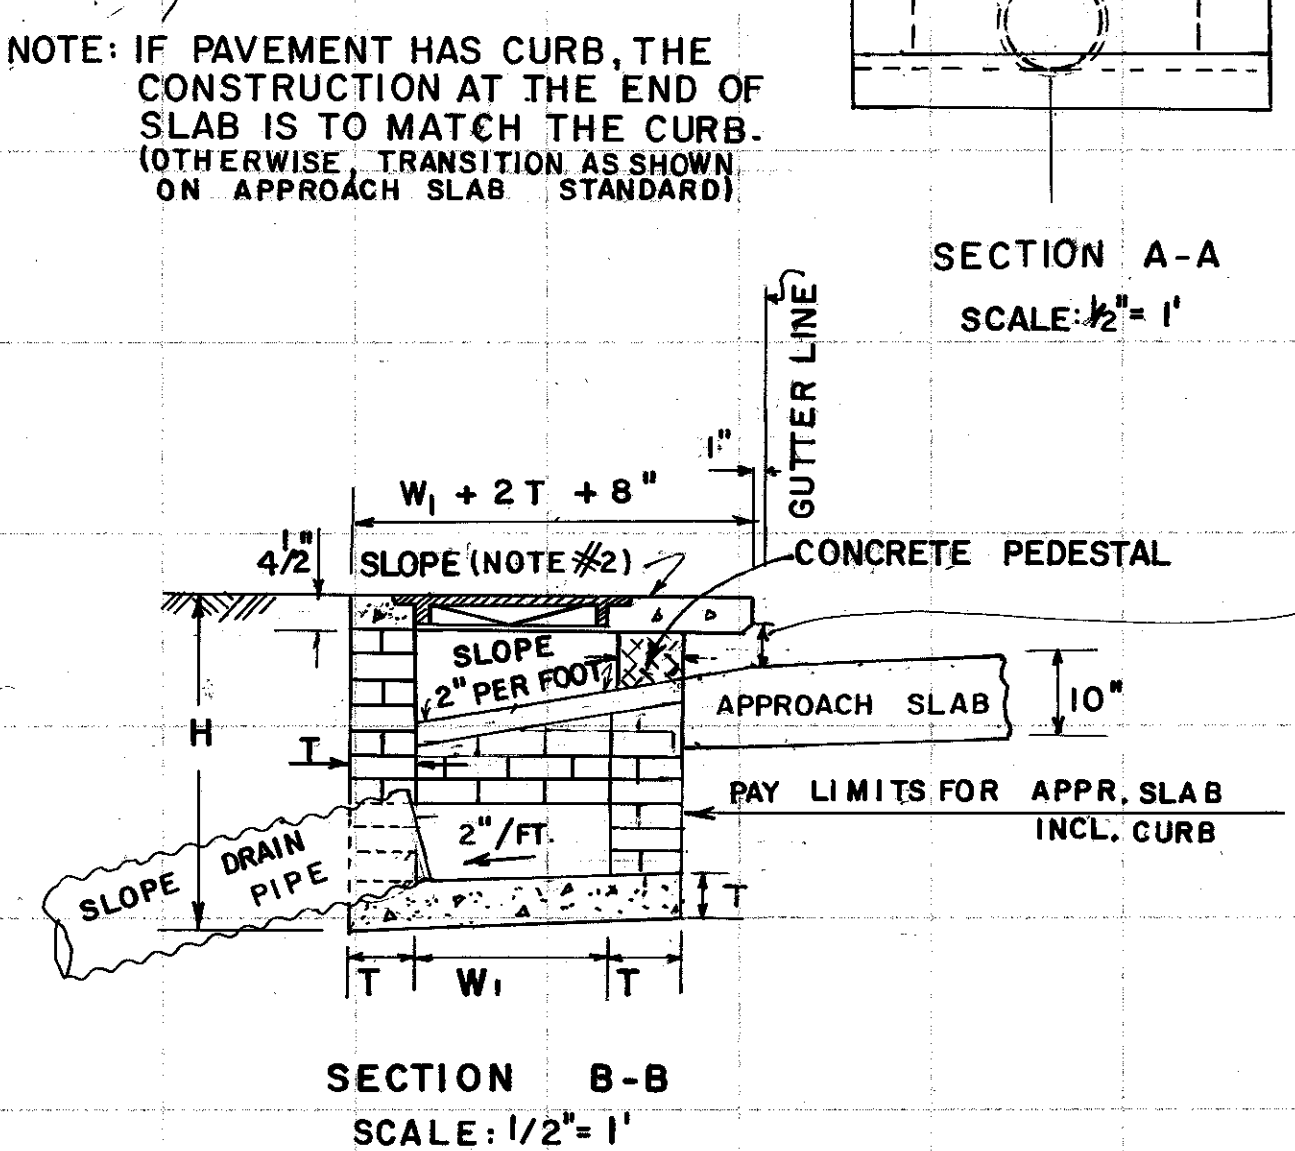 NOTE: IF PAVEMENT HAS CURB, THE
CONSTRUCTION AT THE END OF
SLAB IS TO MATCH THE CURB.
(OTHERWISE, TRANSITION AS SHOWN
ON APPROACH SLAB STANDARD)
SECTION A-A
SCALE: 1/2" = 1'
GUTTER LINE
1"
W1 + 2T + 8"
4 1/2"
SLOPE (NOTE #2)
CONCRETE PEDESTAL
SLOPE
2" PER FOOT
APPROACH SLAB
10"
H
T
PAY LIMITS FOR APPR. SLAB
INCL. CURB
2"/FT.
SLOPE DRAIN
PIPE
T
T W1 T
SECTION B-B
SCALE: 1/2" = 1'